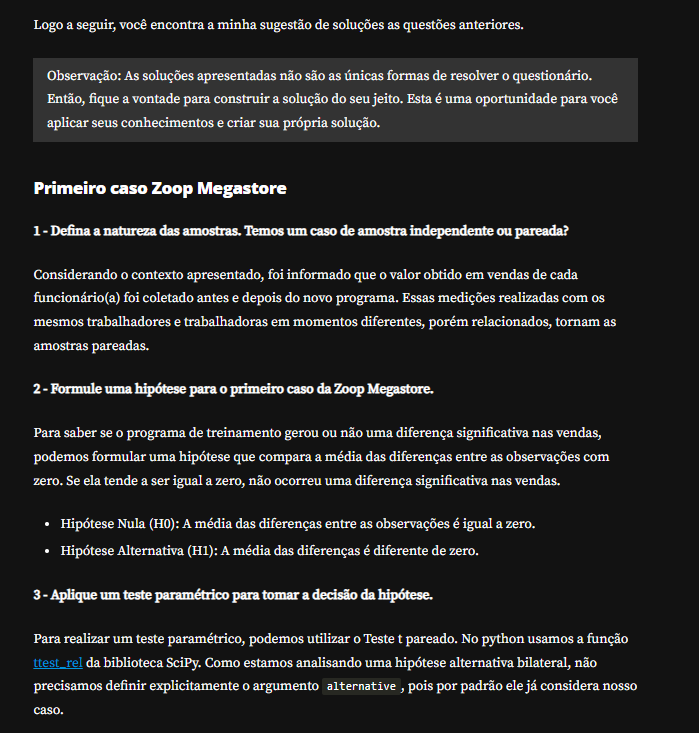 Logo a seguir, você encontra a minha sugestão de soluções as questões anteriores.
Observação: As soluções apresentadas não são as únicas formas de resolver o questionário.
Então, fique a vontade para construir a solução do seu jeito. Esta é uma oportunidade para você
aplicar seus conhecimentos e criar sua própria solução.
Primeiro caso Zoop Megastore
1 - Defina a natureza das amostras. Temos um caso de amostra independente ou pareada?
Considerando o contexto apresentado, foi informado que o valor obtido em vendas de cada
funcionário(a) foi coletado antes e depois do novo programa. Essas medições realizadas com os
mesmos trabalhadores e trabalhadoras em momentos diferentes, porém relacionados, tornam as
amostras pareadas.
2 - Formule uma hipótese para o primeiro caso da Zoop Megastore.
Para saber se o programa de treinamento gerou ou não uma diferença significativa nas vendas,
podemos formular uma hipótese que compara a média das diferenças entre as observações com
zero. Se ela tende a ser igual a zero, não ocorreu uma diferença significativa nas vendas.
• Hipótese Nula (H0): A média das diferenças entre as observações é igual a zero.
• Hipótese Alternativa (H1): A média das diferenças é diferente de zero.
3 - Aplique um teste paramétrico para tomar a decisão da hipótese.
Para realizar um teste paramétrico, podemos utilizar o Teste t pareado. No python usamos a função
ttest_rel da biblioteca SciPy. Como estamos analisando uma hipótese alternativa bilateral, não
precisamos definir explicitamente o argumento alternative, pois por padrão ele já considera nosso
caso.